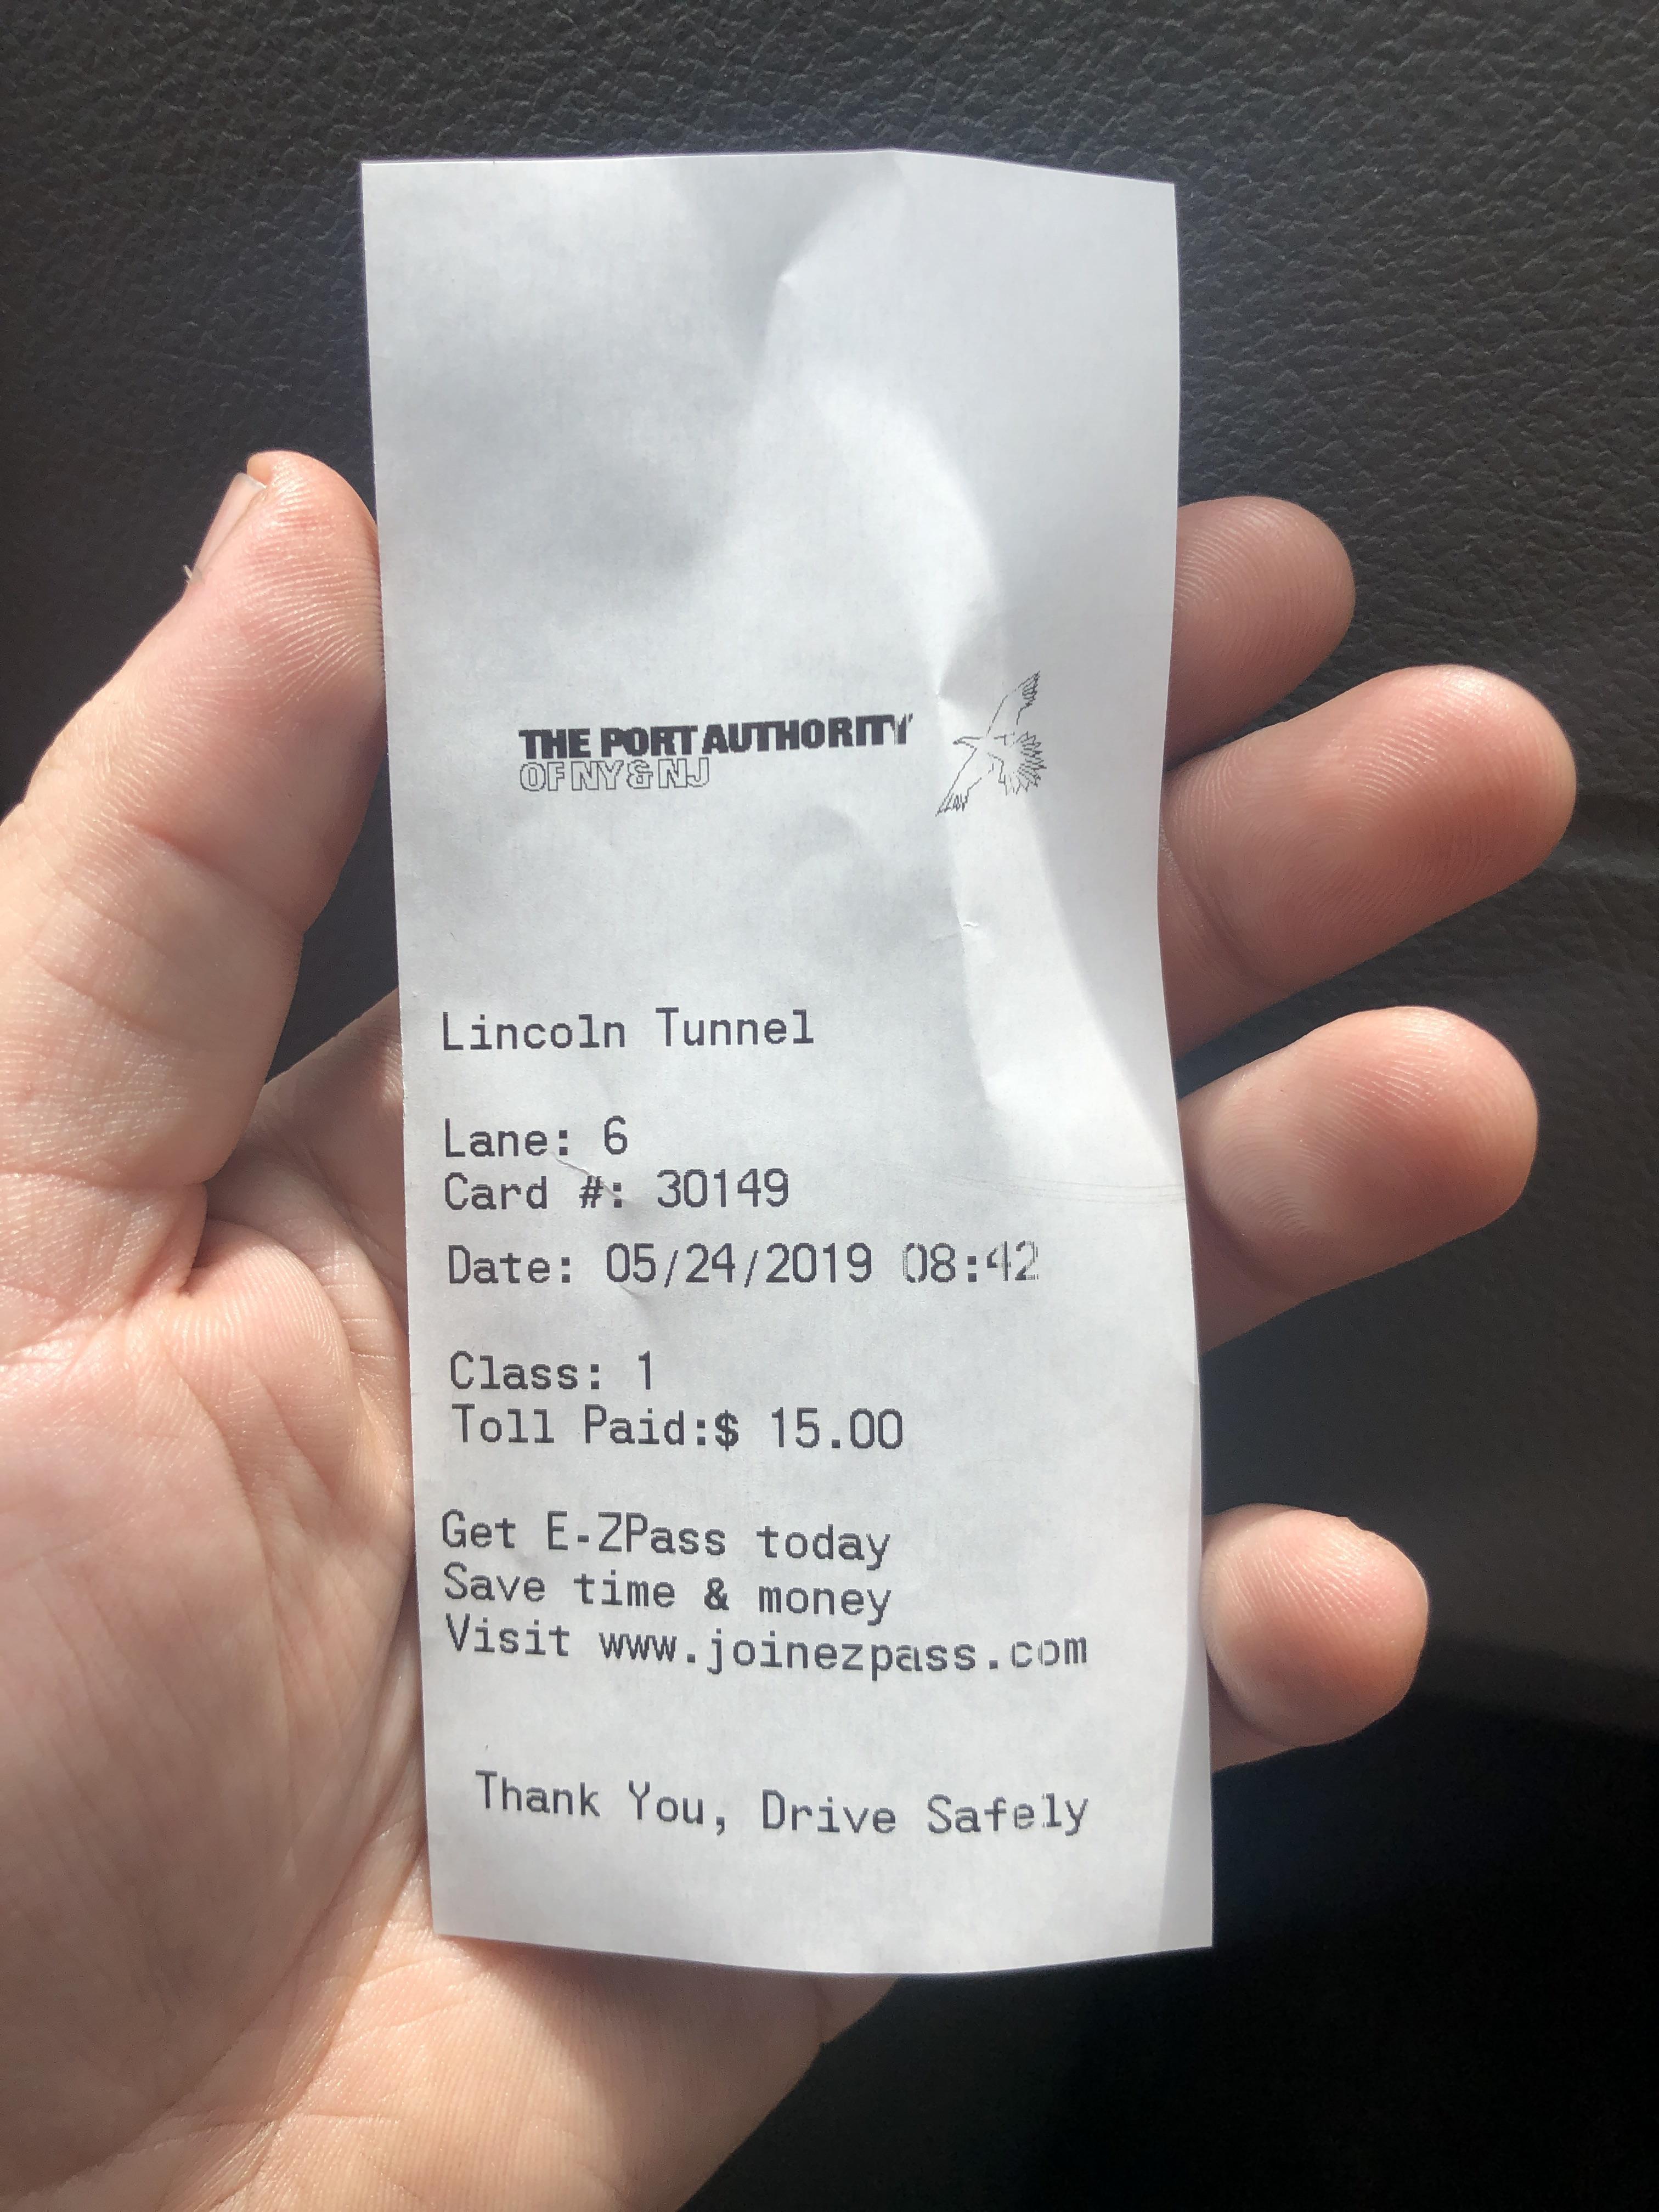 THE PORT AUTHORITY
OF NY & NJ
Lincoln Tunnel
Lane: 6
Card #: 30149
Date: 05/24/2019 08:42
Class: 1
Toll Paid:$ 15.00
Get E-ZPass today
Save time & money
Visit www.joinezpass.com
Thank You, Drive Safely